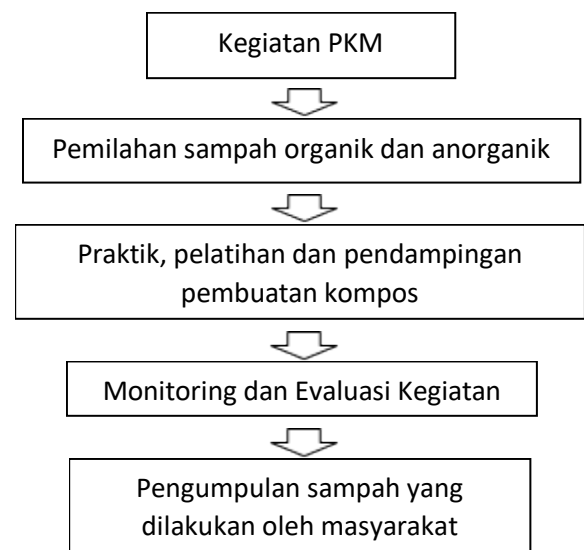 Kegiatan PKM
Pemilahan sampah organik dan anorganik
Praktik, pelatihan dan pendampingan
pembuatan kompos
Monitoring dan Evaluasi Kegiatan
Pengumpulan sampah yang
dilakukan oleh masyarakat